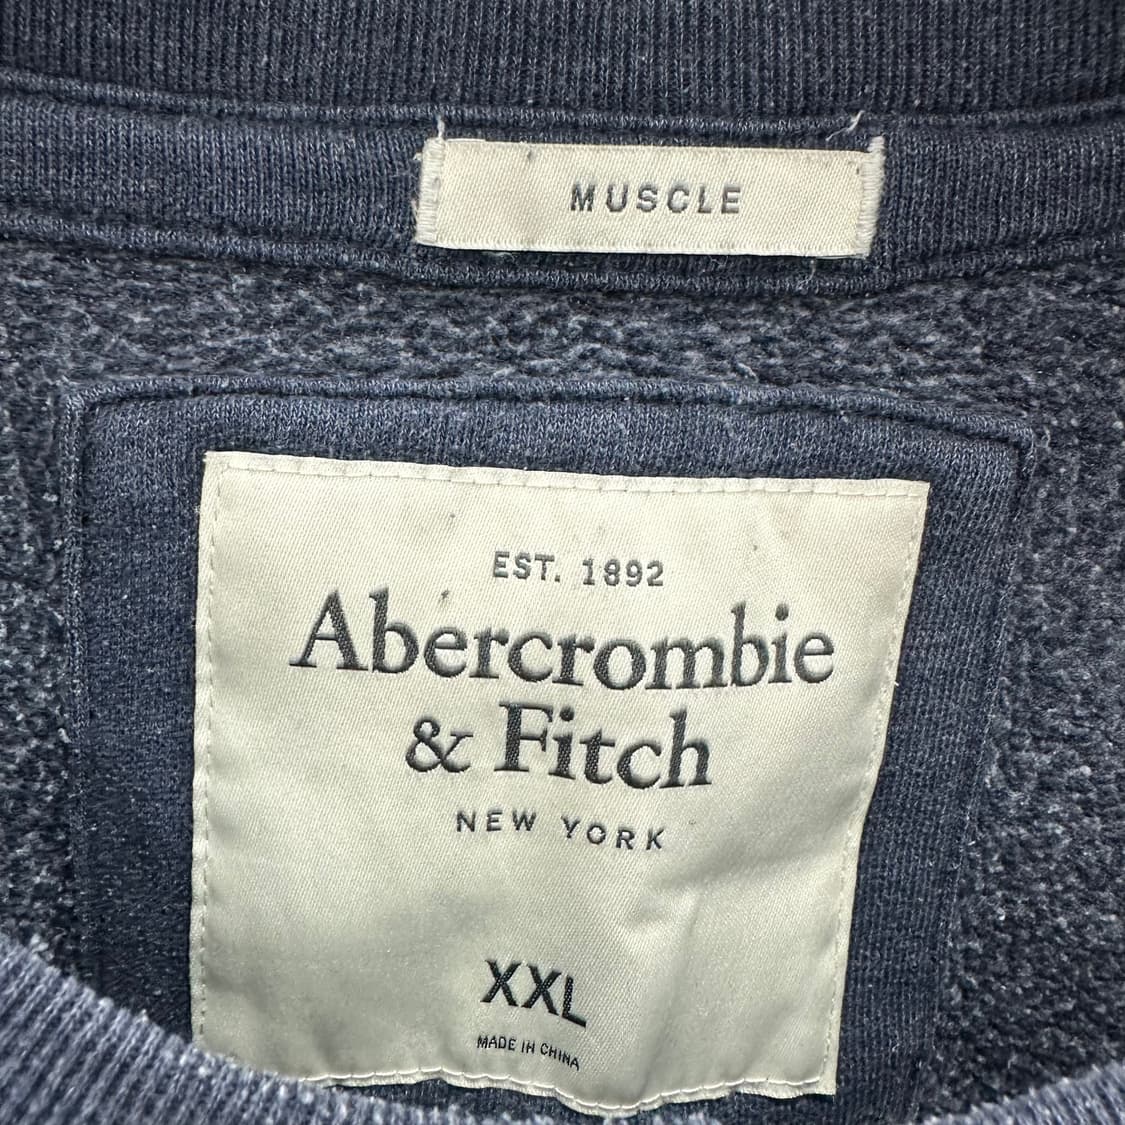 MUSCLE
EST. 1892
Abercrombie
& Fitch
NEW YORK
XXL
MADE IN CHINA